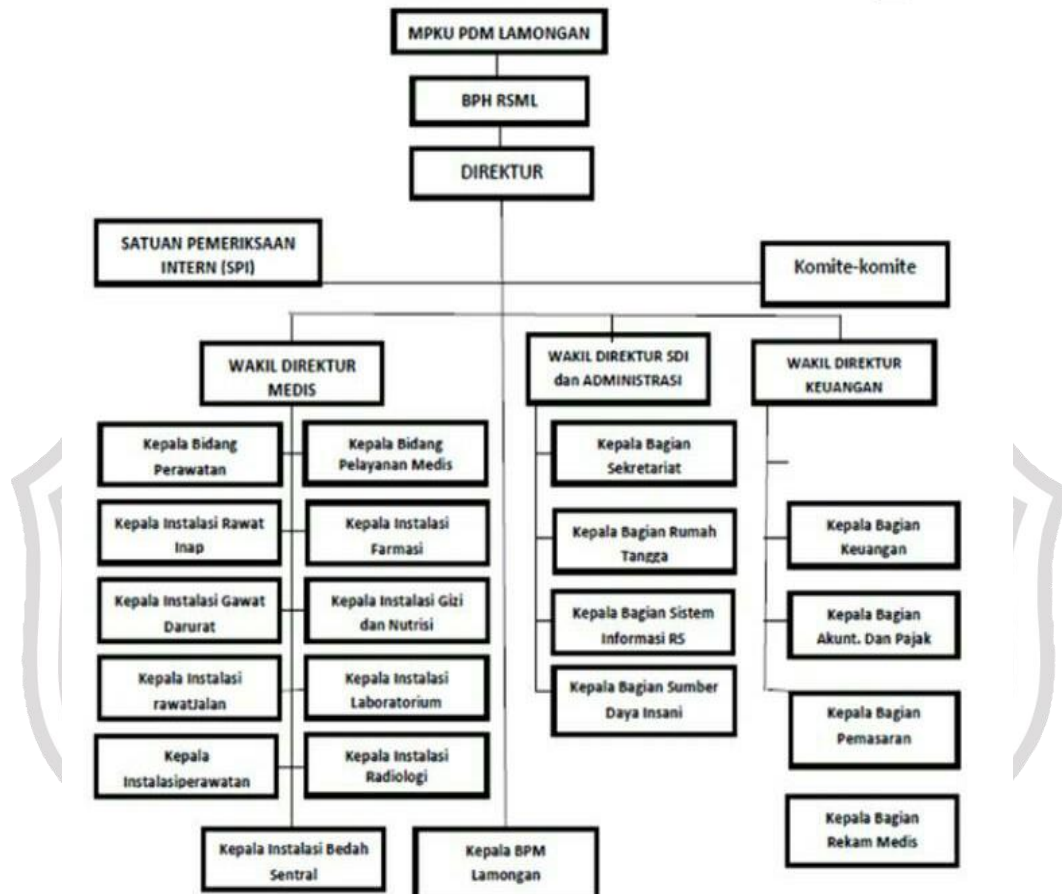 MPKU PDM LAMONGAN
BPH RSML
DIREKTUR
SATUAN PEMERIKSAAN
INTERN (SPI)
Komite-komite
WAKIL DIREKTUR
MEDIS
WAKIL DIREKTUR SDI
dan ADMINISTRASI
WAKIL DIREKTUR
KEUANGAN
Kepala Bidang
Perawatan
Kepala Bidang
Pelayanan Medis
Kepala Instalasi Rawat
Inap
Kepala Instalasi
Farmasi
Kepala Instalasi Gawat
Darurat
Kepala Instalasi Gizi
dan Nutrisi
Kepala Instalasi
rawatJalan
Kepala Instalasi
Laboratorium
Kepala
Instalasiperawatan
Kepala Instalasi
Radiologi
Kepala Instalasi Bedah
Sentral
Kepala BPM
Lamongan
Kepala Bagian
Sekretariat
Kepala Bagian Rumah
Tangga
Kepala Bagian Sistem
Informasi RS
Kepala Bagian Sumber
Daya Insani
Kepala Bagian
Keuangan
Kepala Bagian
Akunt. Dan Pajak
Kepala Bagian
Pemasaran
Kepala Bagian
Rekam Medis